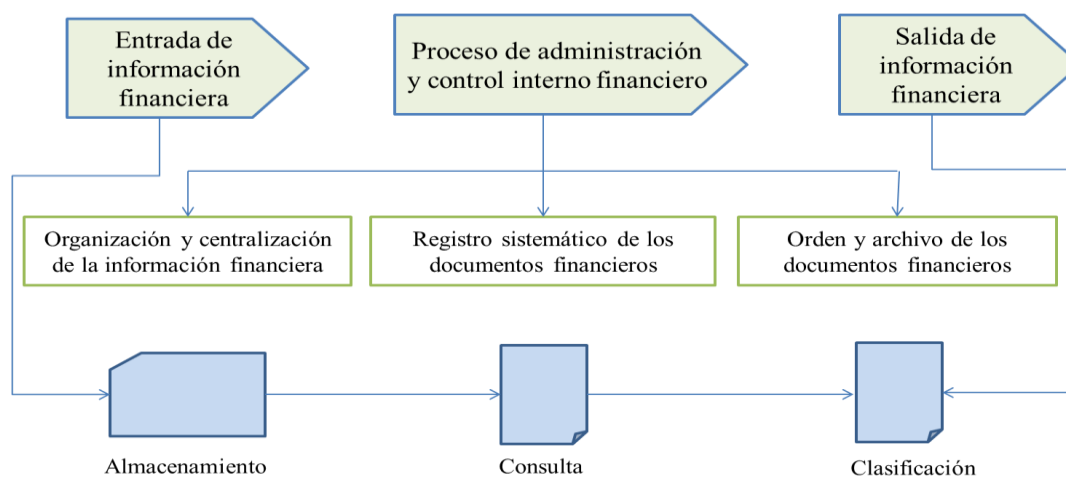 Entrada de
información
financiera
Proceso de administración
y control interno financiero
Salida de
información
financiera
Organización y centralización
de la información financiera
Registro sistemático de los
documentos financieros
Orden y archivo de los
documentos financieros
Almacenamiento
Consulta
Clasificación